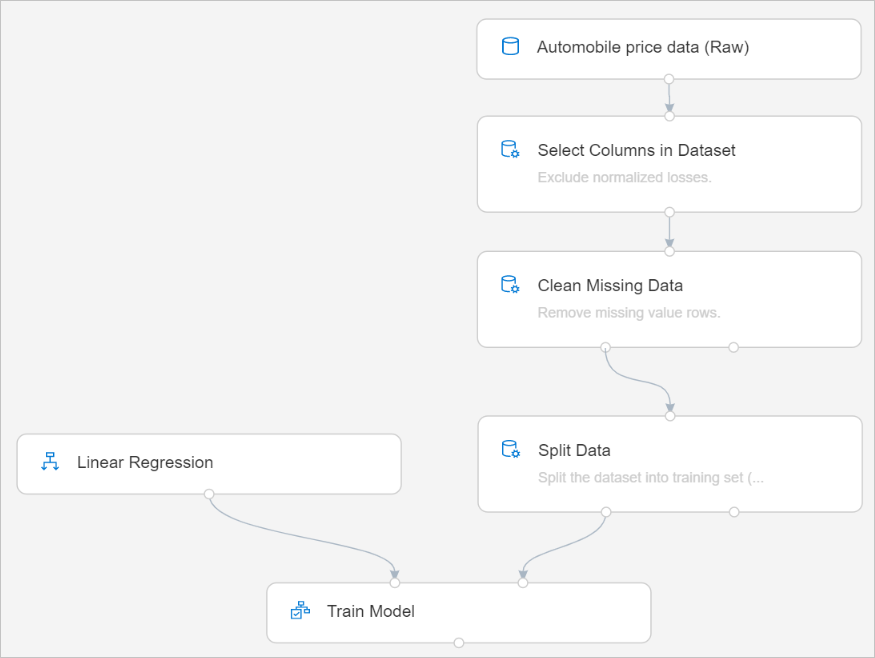 Automobile price data (Raw)
Select Columns in Dataset
Exclude normalized losses.
Clean Missing Data
Remove missing value rows.
Split Data
Split the dataset into training set (...
Linear Regression
Train Model